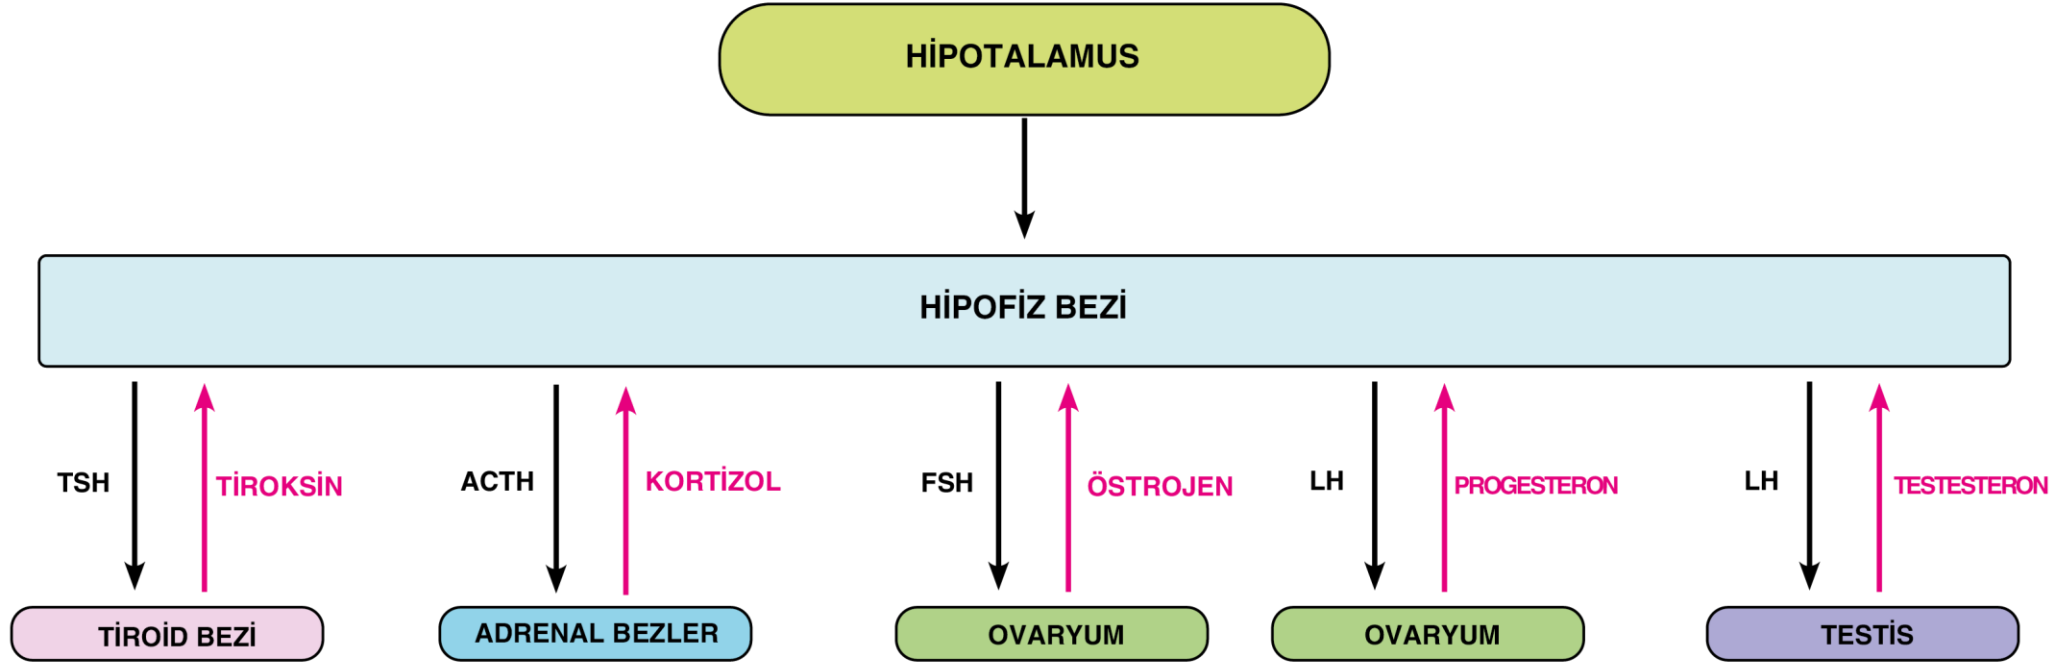 HİPOTALAMUS
HİPOFİZ BEZİ
TSH
TİROKSİN
ACTH
KORTİZOL
FSH
ÖSTROJEN
LH
PROGESTERON
LH
TESTESTERON
TİROİD BEZİ
ADRENAL BEZLER
OVARYUM
OVARYUM
TESTİS